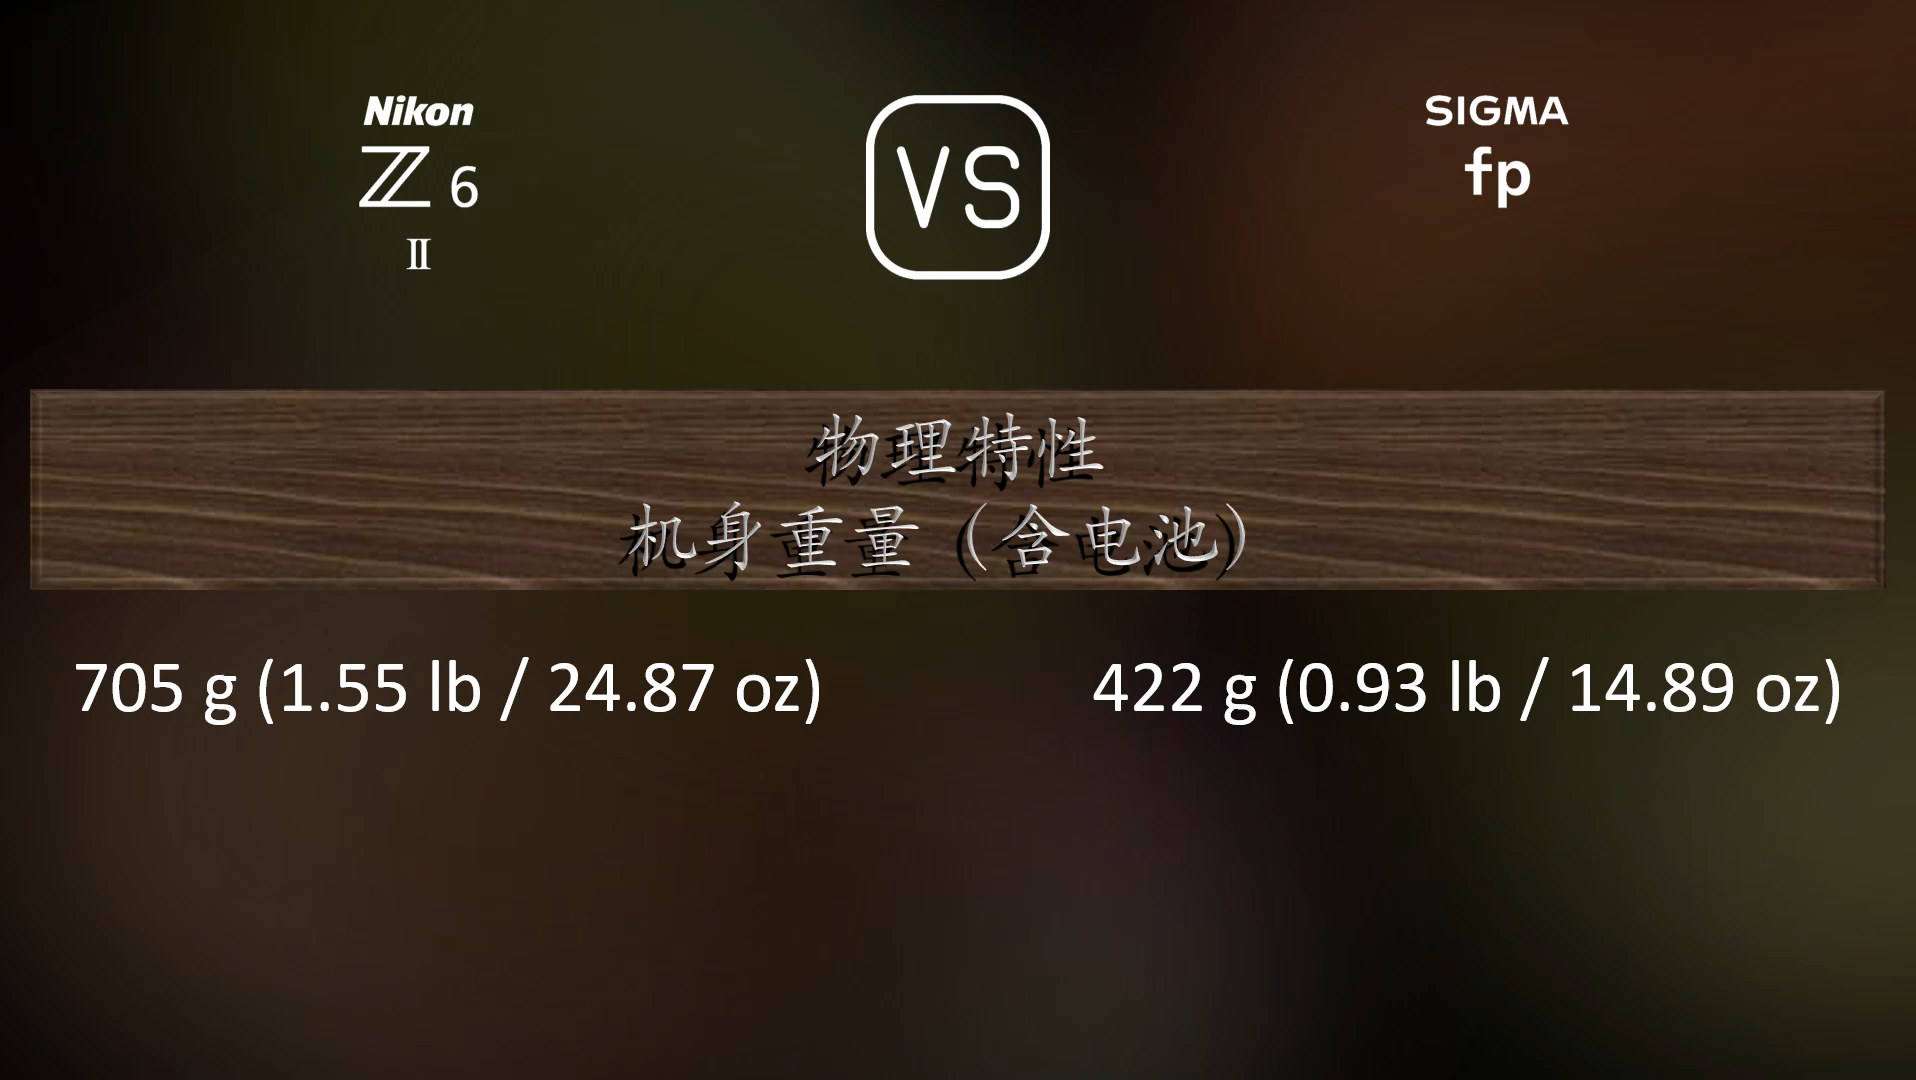 Nikon
Z 6
II
VS
SIGMA
fp
物理特性
机身重量（含电池）
705 g (1.55 lb / 24.87 oz)
422 g (0.93 lb / 14.89 oz)